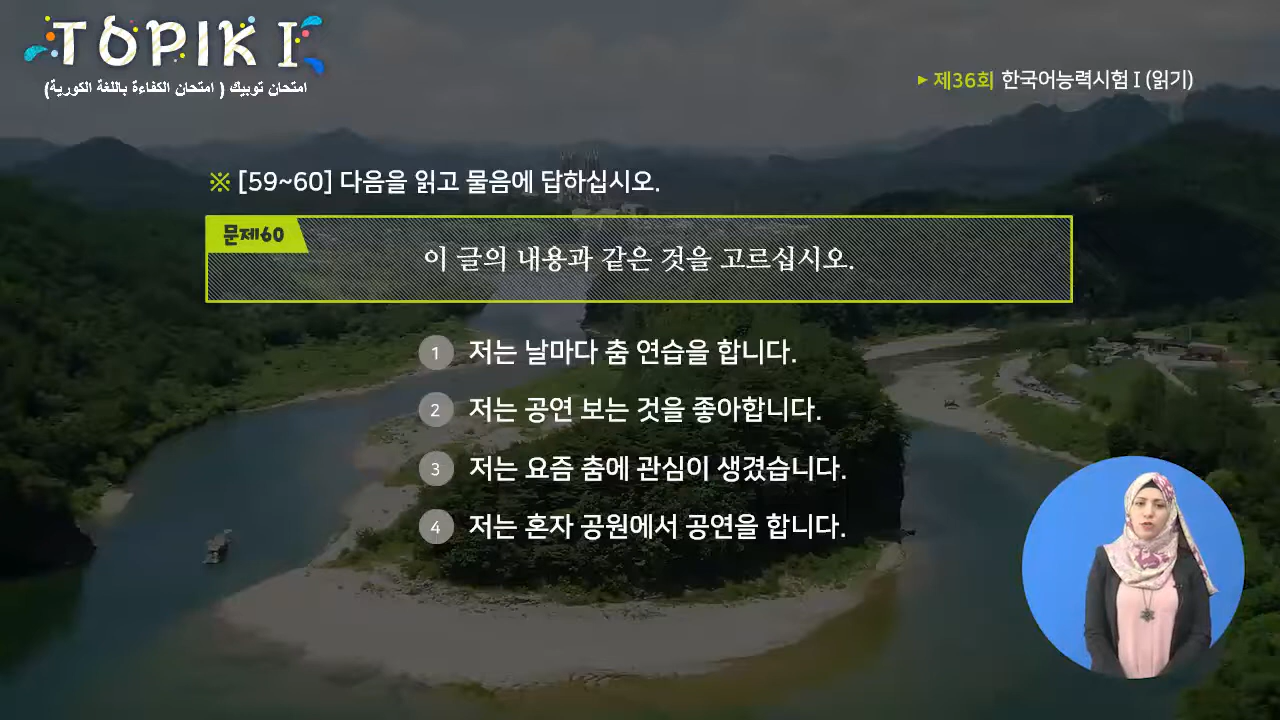 TOPIK I
امتحان توبيك ( امتحان الكفاءة باللغة الكورية)
▸ 제36회 한국어능력시험 I (읽기)
※ [59~60] 다음을 읽고 물음에 답하십시오.
문제60
이 글의 내용과 같은 것을 고르십시오.
1 저는 날마다 춤 연습을 합니다.
2 저는 공연 보는 것을 좋아합니다.
3 저는 요즘 춤에 관심이 생겼습니다.
4 저는 혼자 공원에서 공연을 합니다.